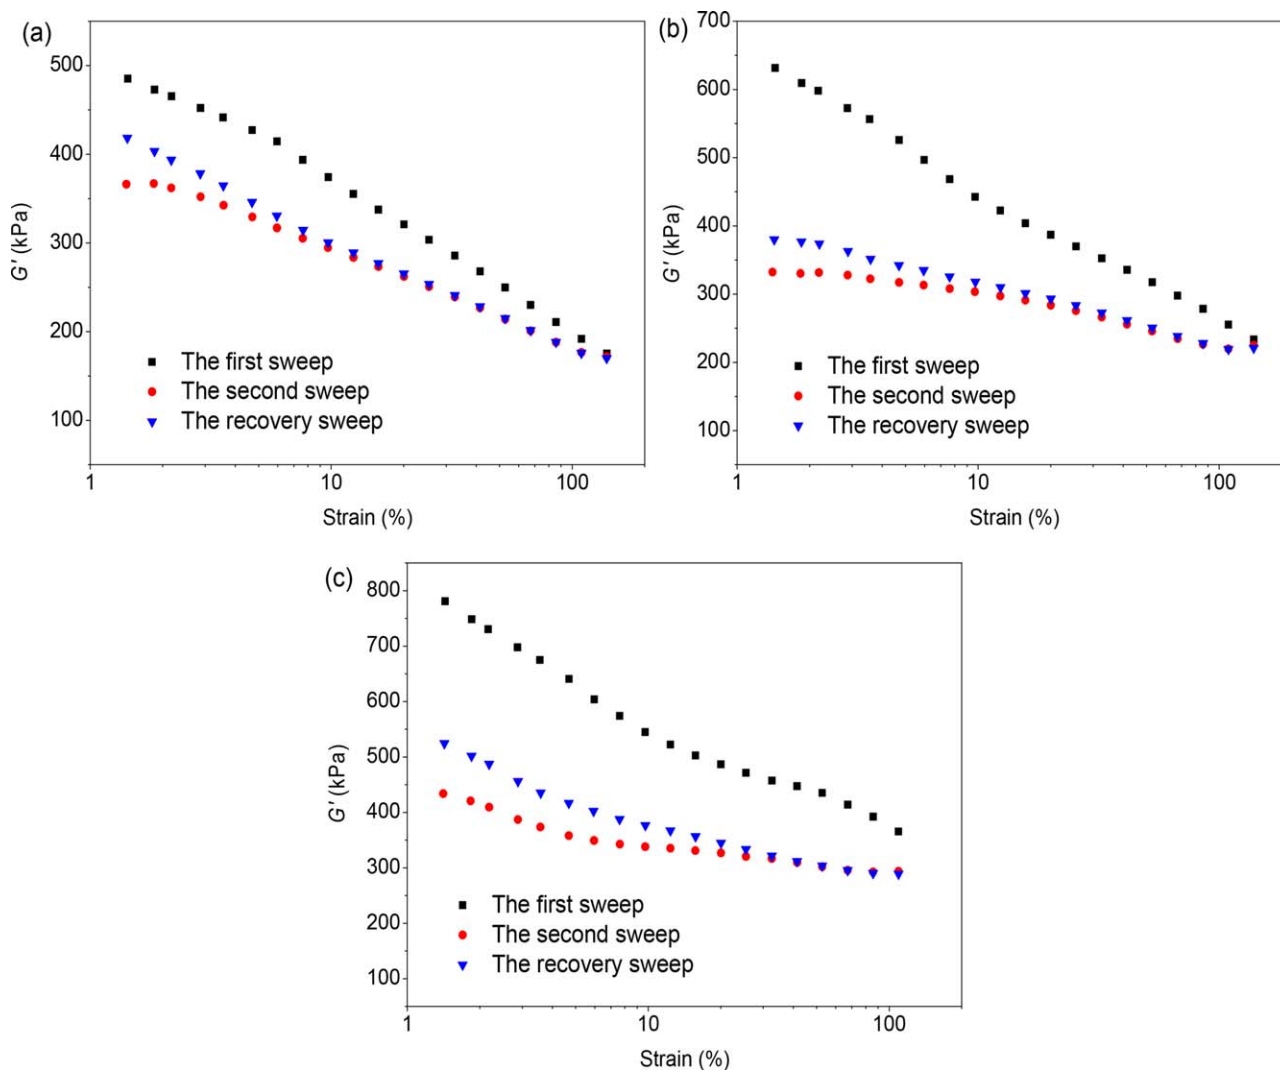 (a)
500
400
300
200
100
G' (kPa)
The first sweep
The second sweep
The recovery sweep
1
10
100
Strain (%)
(b)
700
600
500
400
300
200
100
G' (kPa)
The first sweep
The second sweep
The recovery sweep
1
10
100
Strain (%)
(c)
800
700
600
500
400
300
200
100
G' (kPa)
The first sweep
The second sweep
The recovery sweep
1
10
100
Strain (%)